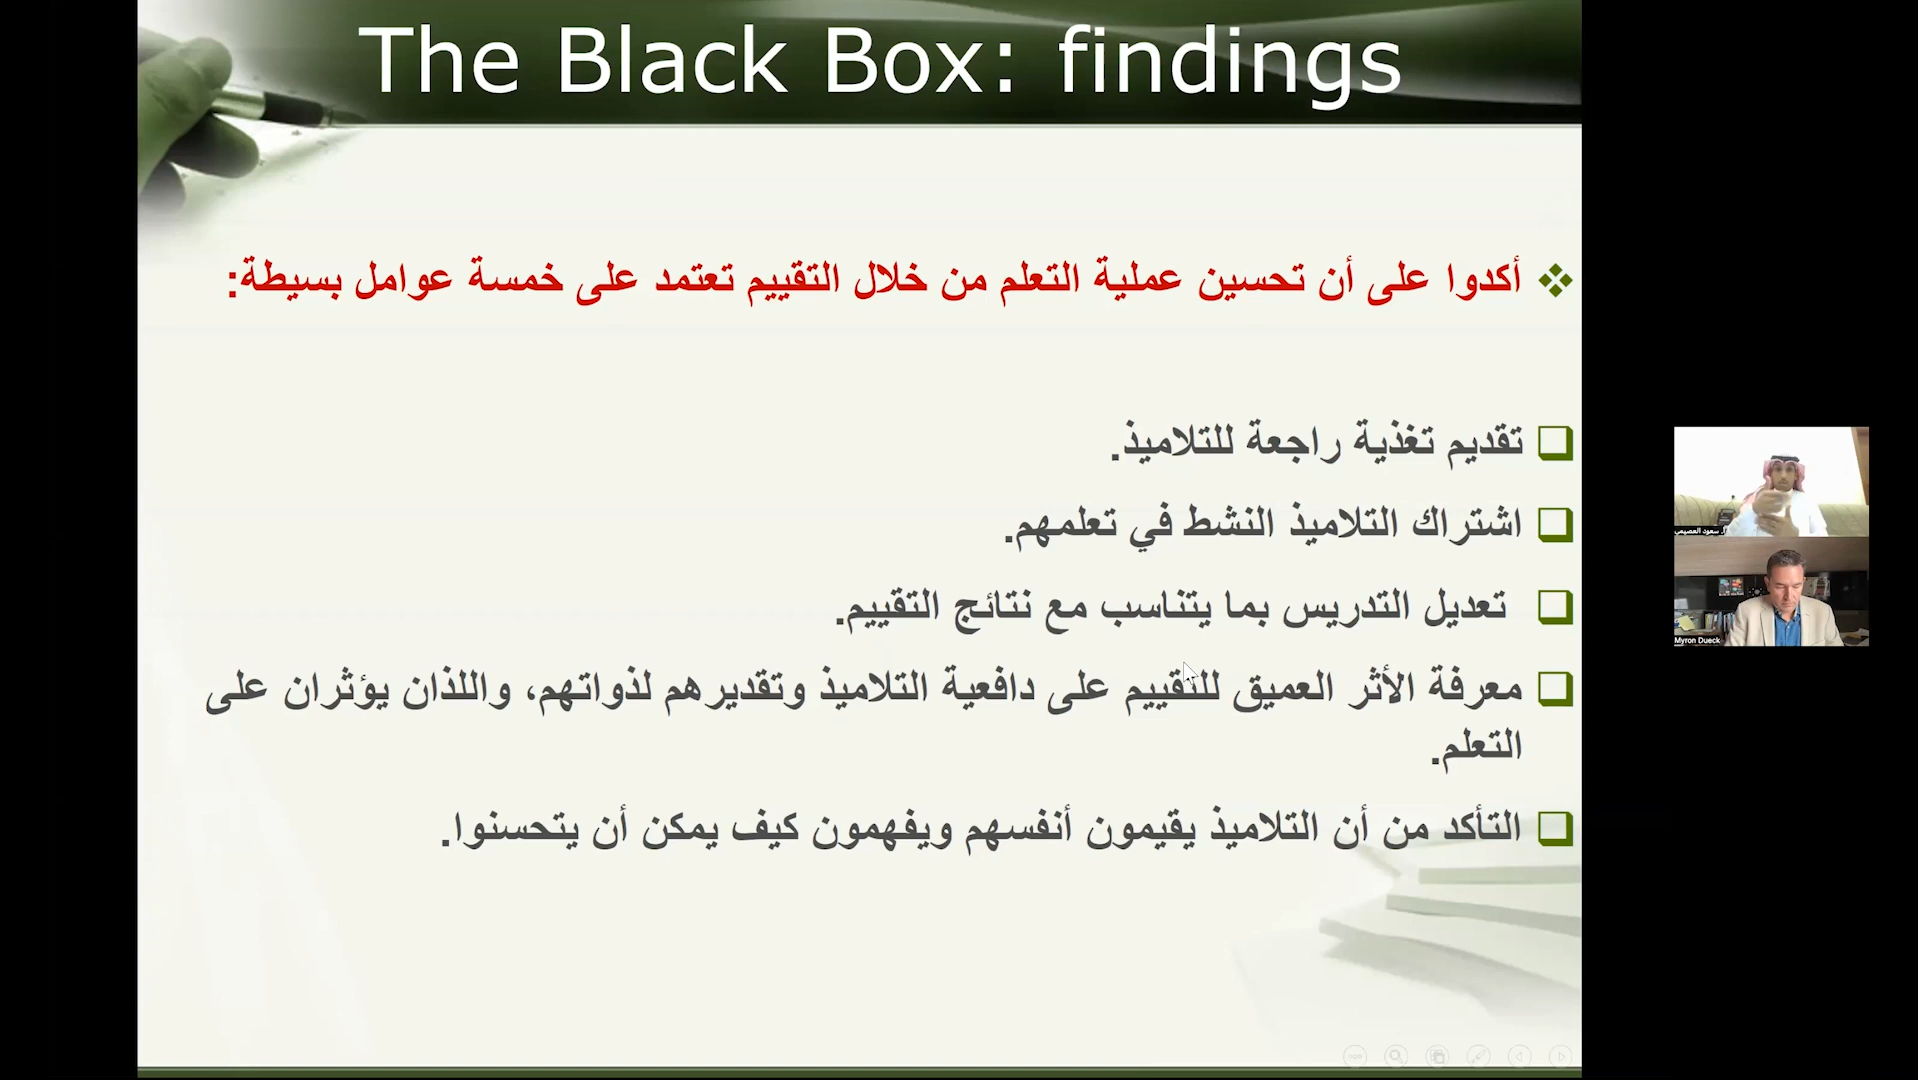 The Black Box: findings
أكدوا على أن تحسين عملية التعلم من خلال التقييم تعتمد على خمسة عوامل بسيطة:
تقديم تغذية راجعة للتلاميذ.
اشتراك التلاميذ النشط في تعلمهم.
تعديل التدريس بما يتناسب مع نتائج التقييم.
معرفة الأثر العميق للتقييم على دافعية التلاميذ وتقديرهم لذواتهم، واللذان يؤثران على
التعلم.
التأكد من أن التلاميذ يقيمون أنفسهم ويفهمون كيف يمكن أن يتحسنوا.
سعود العصيمي
Myron Dueck